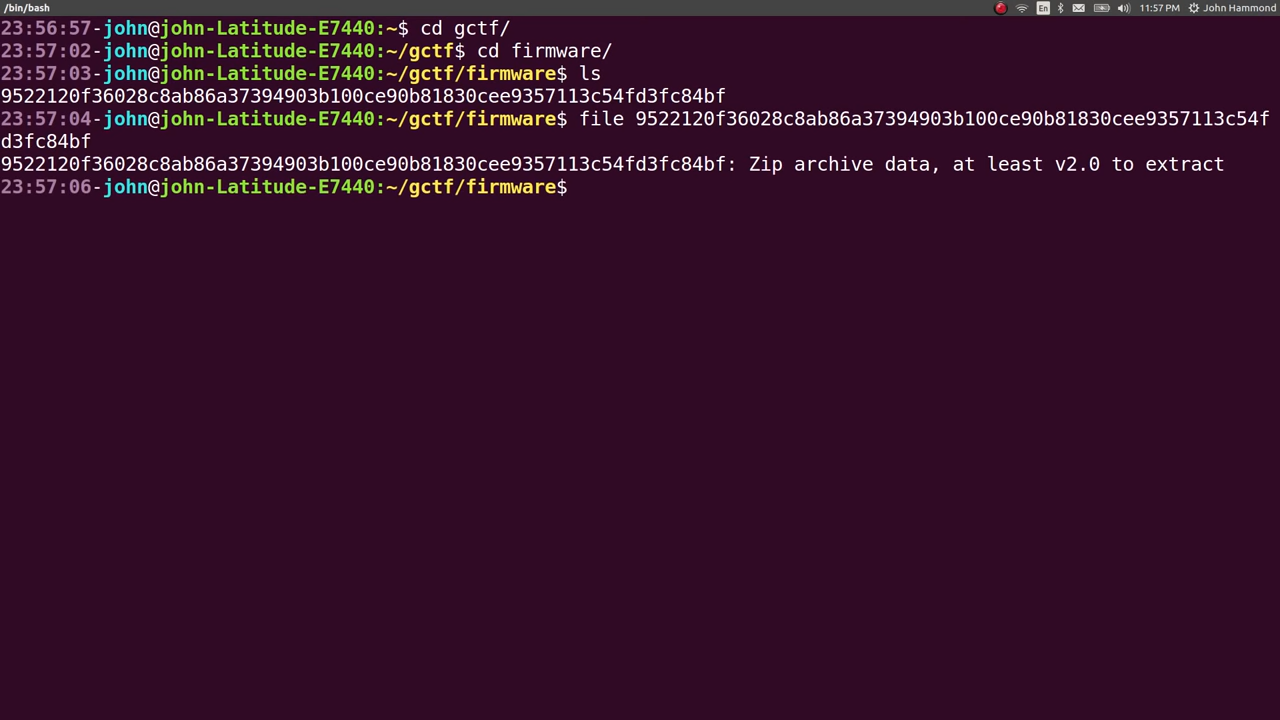 /bin/bash
En 11:57 PM John Hammond
23:56:57-john@john-Latitude-E7440:~$ cd gctf/
23:57:02-john@john-Latitude-E7440:~/gctf$ cd firmware/
23:57:03-john@john-Latitude-E7440:~/gctf/firmware$ ls
9522120f36028c8ab86a37394903b100ce90b81830cee9357113c54fd3fc84bf
23:57:04-john@john-Latitude-E7440:~/gctf/firmware$ file 9522120f36028c8ab86a37394903b100ce90b81830cee9357113c54f
d3fc84bf
9522120f36028c8ab86a37394903b100ce90b81830cee9357113c54fd3fc84bf: Zip archive data, at least v2.0 to extract
23:57:06-john@john-Latitude-E7440:~/gctf/firmware$